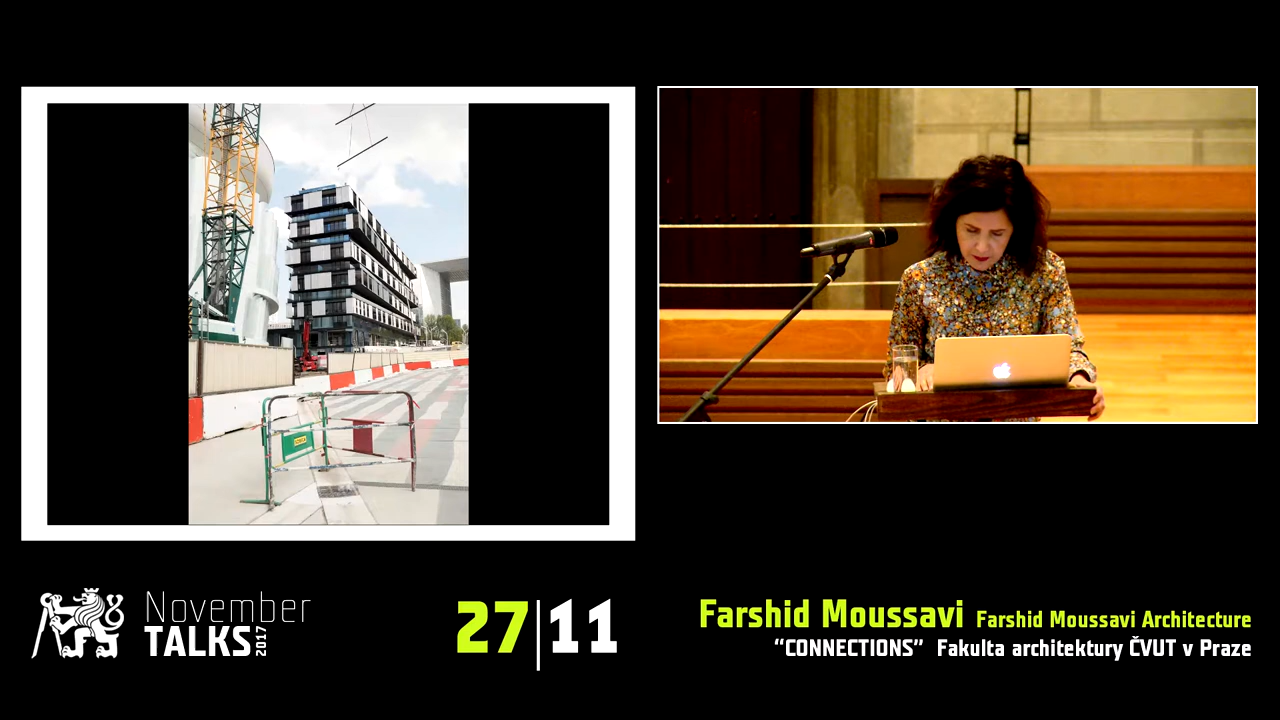 November
TALKS 2017
27|11
Farshid Moussavi Farshid Moussavi Architecture
“CONNECTIONS” Fakulta architektury ČVUT v Praze